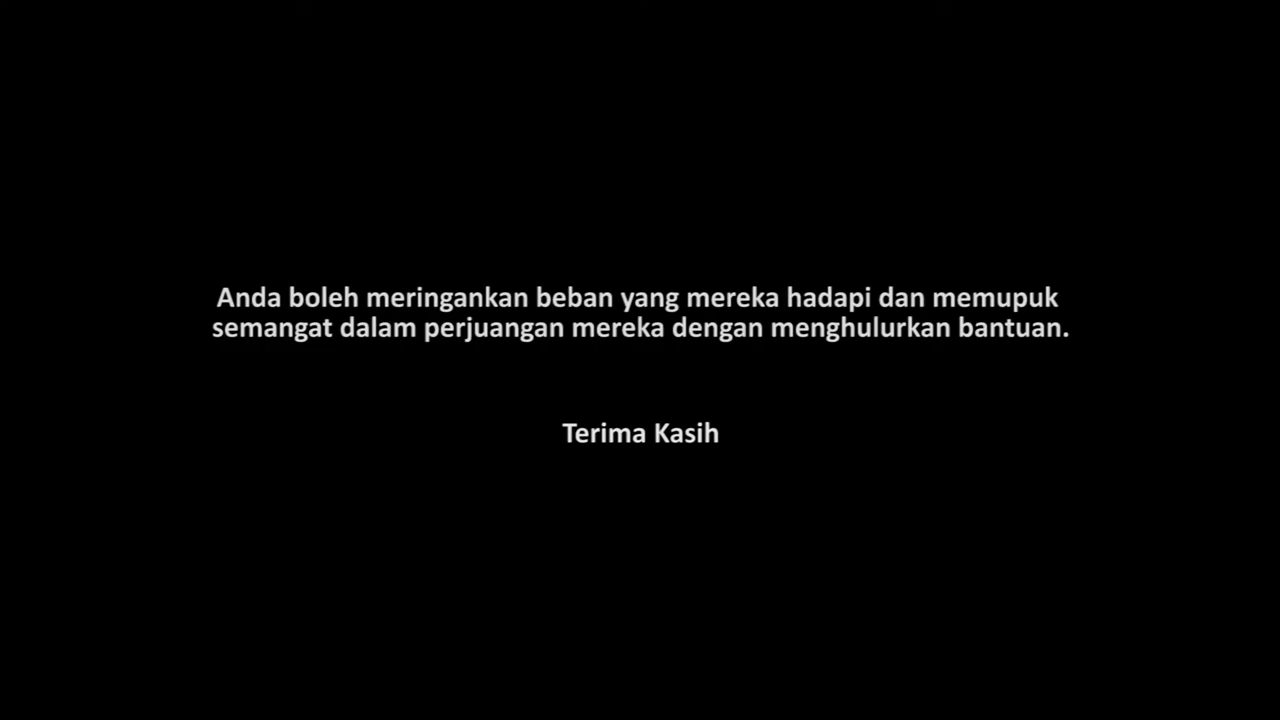 Anda boleh meringankan beban yang mereka hadapi dan memupuk
semangat dalam perjuangan mereka dengan menghulurkan bantuan.
Terima Kasih